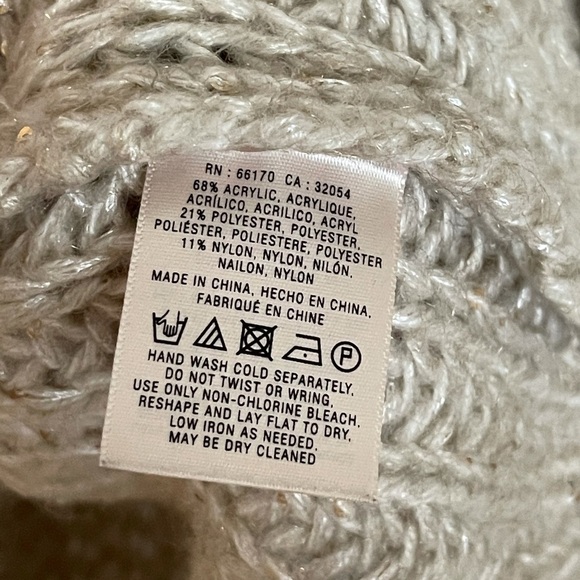 RN : 66170 CA : 32054
68% ACRYLIC, ACRYLIQUE,
ACRÍLICO, ACRILICO, ACRYL
21% POLYESTER, POLYESTER,
POLIÉSTER, POLIESTERE, POLYESTER
11% NYLON, NYLON, NILÓN,
NAILON, NYLON
MADE IN CHINA, HECHO EN CHINA,
FABRIQUÉ EN CHINE
P
HAND WASH COLD SEPARATELY.
DO NOT TWIST OR WRING.
USE ONLY NON-CHLORINE BLEACH.
RESHAPE AND LAY FLAT TO DRY.
LOW IRON AS NEEDED.
MAY BE DRY CLEANED